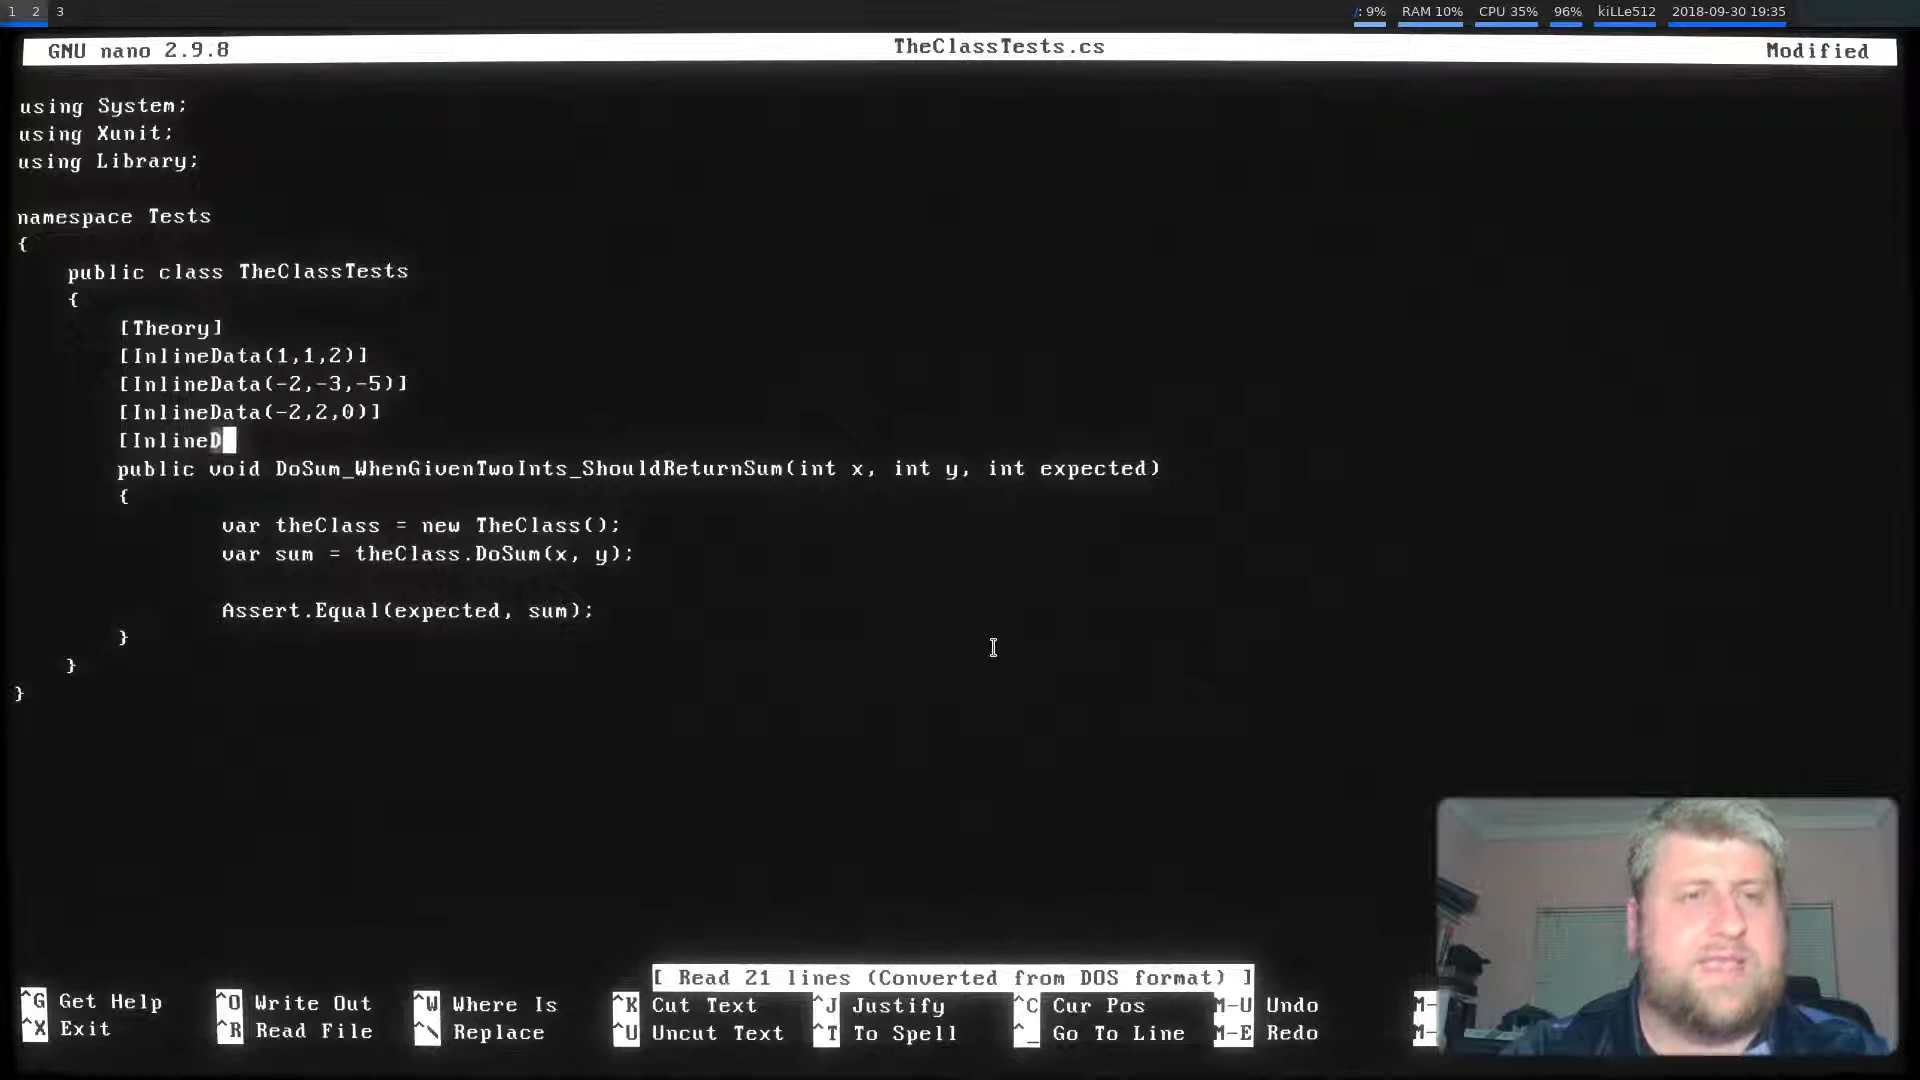 1 2 3 /: 9% RAM 10% CPU 35% 96% kiLLe512 2018-09-30 19:35
GNU nano 2.9.8 TheClassTests.cs Modified
using System;
using Xunit;
using Library;
namespace Tests
{
public class TheClassTests
{
[Theory]
[InlineData(1,1,2)]
[InlineData(-2,-3,-5)]
[InlineData(-2,2,0)]
[InlineD
public void DoSum_WhenGivenTwoInts_ShouldReturnSum(int x, int y, int expected)
{
var theClass = new TheClass();
var sum = theClass.DoSum(x, y);
Assert.Equal(expected, sum);
}
}
}
[ Read 21 lines (Converted from DOS format) ]
^G Get Help ^O Write Out ^W Where Is ^K Cut Text ^J Justify ^C Cur Pos M-U Undo M-
^X Exit ^R Read File ^\ Replace ^U Uncut Text ^T To Spell ^_ Go To Line M-E Redo M-